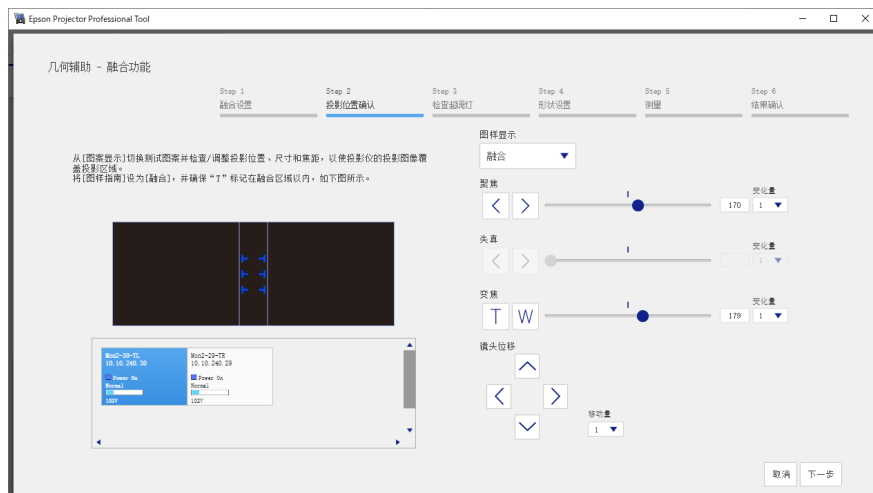 Epson Projector Professional Tool
几何辅助 - 融合功能
Step 1
融合设置
Step 2
投影位置确认
Step 3
检查超调灯
Step 4
形状设置
Step 5
测量
Step 6
结果确认
从[图案显示]切换测试图案并检查/调整投影位置、尺寸和焦距，以使投影仪的投影图像覆
盖投影区域。
将[图样指南]设为[融合]，并确保“T”标记在融合区域以内，如下图所示。
Mon2-30-TL
10.10.240.30
Power On
Normal
102V
Mon2-29-TR
10.10.240.29
Power On
Normal
102V
图样显示
融合
聚焦
170
变化量
1
失真
变化量
1
变焦
T W
179
变化量
1
镜头位移
移动量
1
取消
下一步